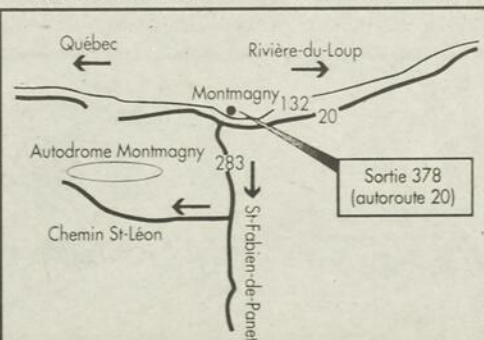 Québec
Rivière-du-Loup
Montmagny
132
20
Autodrome Montmagny
283
Sortie 378
(autoroute 20)
Chemin St-Léon
St-Fabien-de-Panet